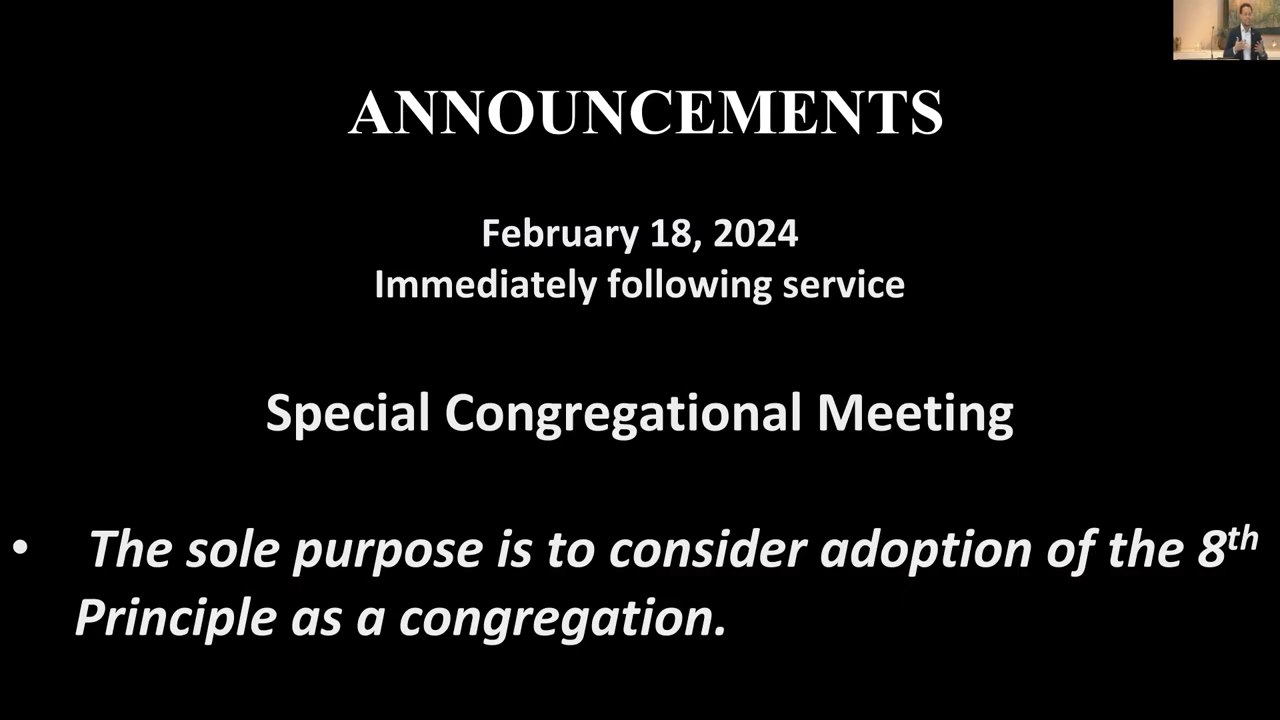 ANNOUNCEMENTS
February 18, 2024
Immediately following service
Special Congregational Meeting
• The sole purpose is to consider adoption of the 8th
Principle as a congregation.